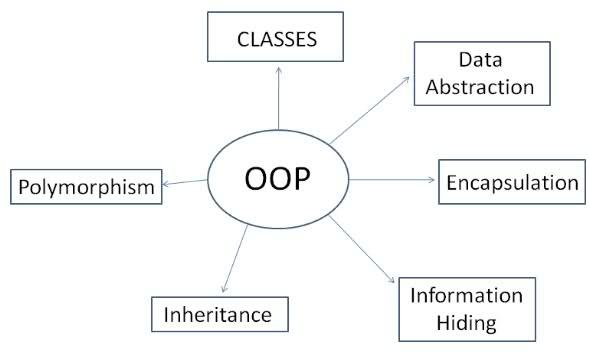 CLASSES
Data
Abstraction
OOP
Polymorphism
Encapsulation
Inheritance
Information
Hiding